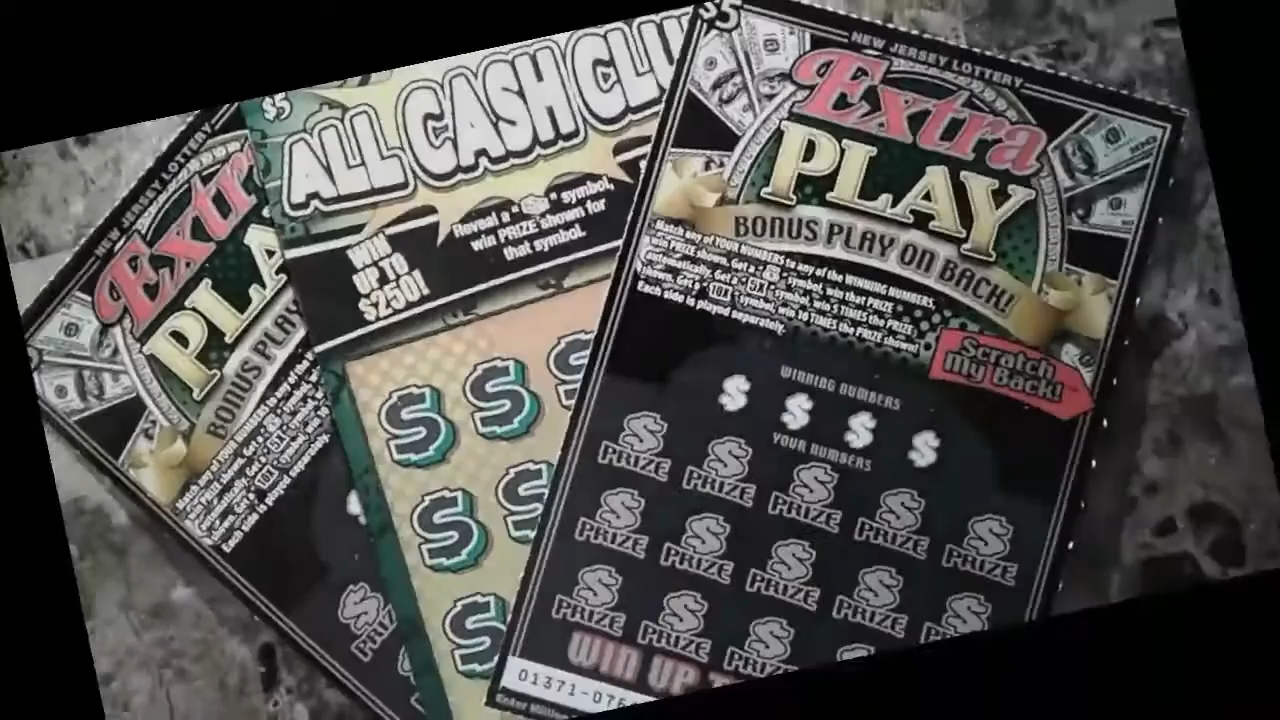 NEW JERSEY LOTTERY
Extra
PLA
BONUS PLAY
$5
ALL CASH CLU
WIN
UP TO
$250!
Reveal a " " symbol,
win PRIZE shown for
that symbol.
S S S
S S
S
$5
NEW JERSEY LOTTERY
Extra
PLAY
BONUS PLAY ON BACK!
Match any of YOUR NUMBERS to any of the WINNING NUMBERS,
win PRIZE shown. Get a " " symbol, win that PRIZE
automatically. Get a "5X" symbol, win 5 TIMES the PRIZE
shown. Get a "10X" symbol, win 10 TIMES the PRIZE shown!
Each side is played separately.
Scratch
My Back!
WINNING NUMBERS
$ $ $ $
YOUR NUMBERS
$ $ $ $ $
PRIZE PRIZE PRIZE PRIZE PRIZE
$ $ $ $ $
PRIZE PRIZE PRIZE PRIZE PRIZE
$ $ $
PRIZE PRIZE PRIZE
WIN UP
01371-076